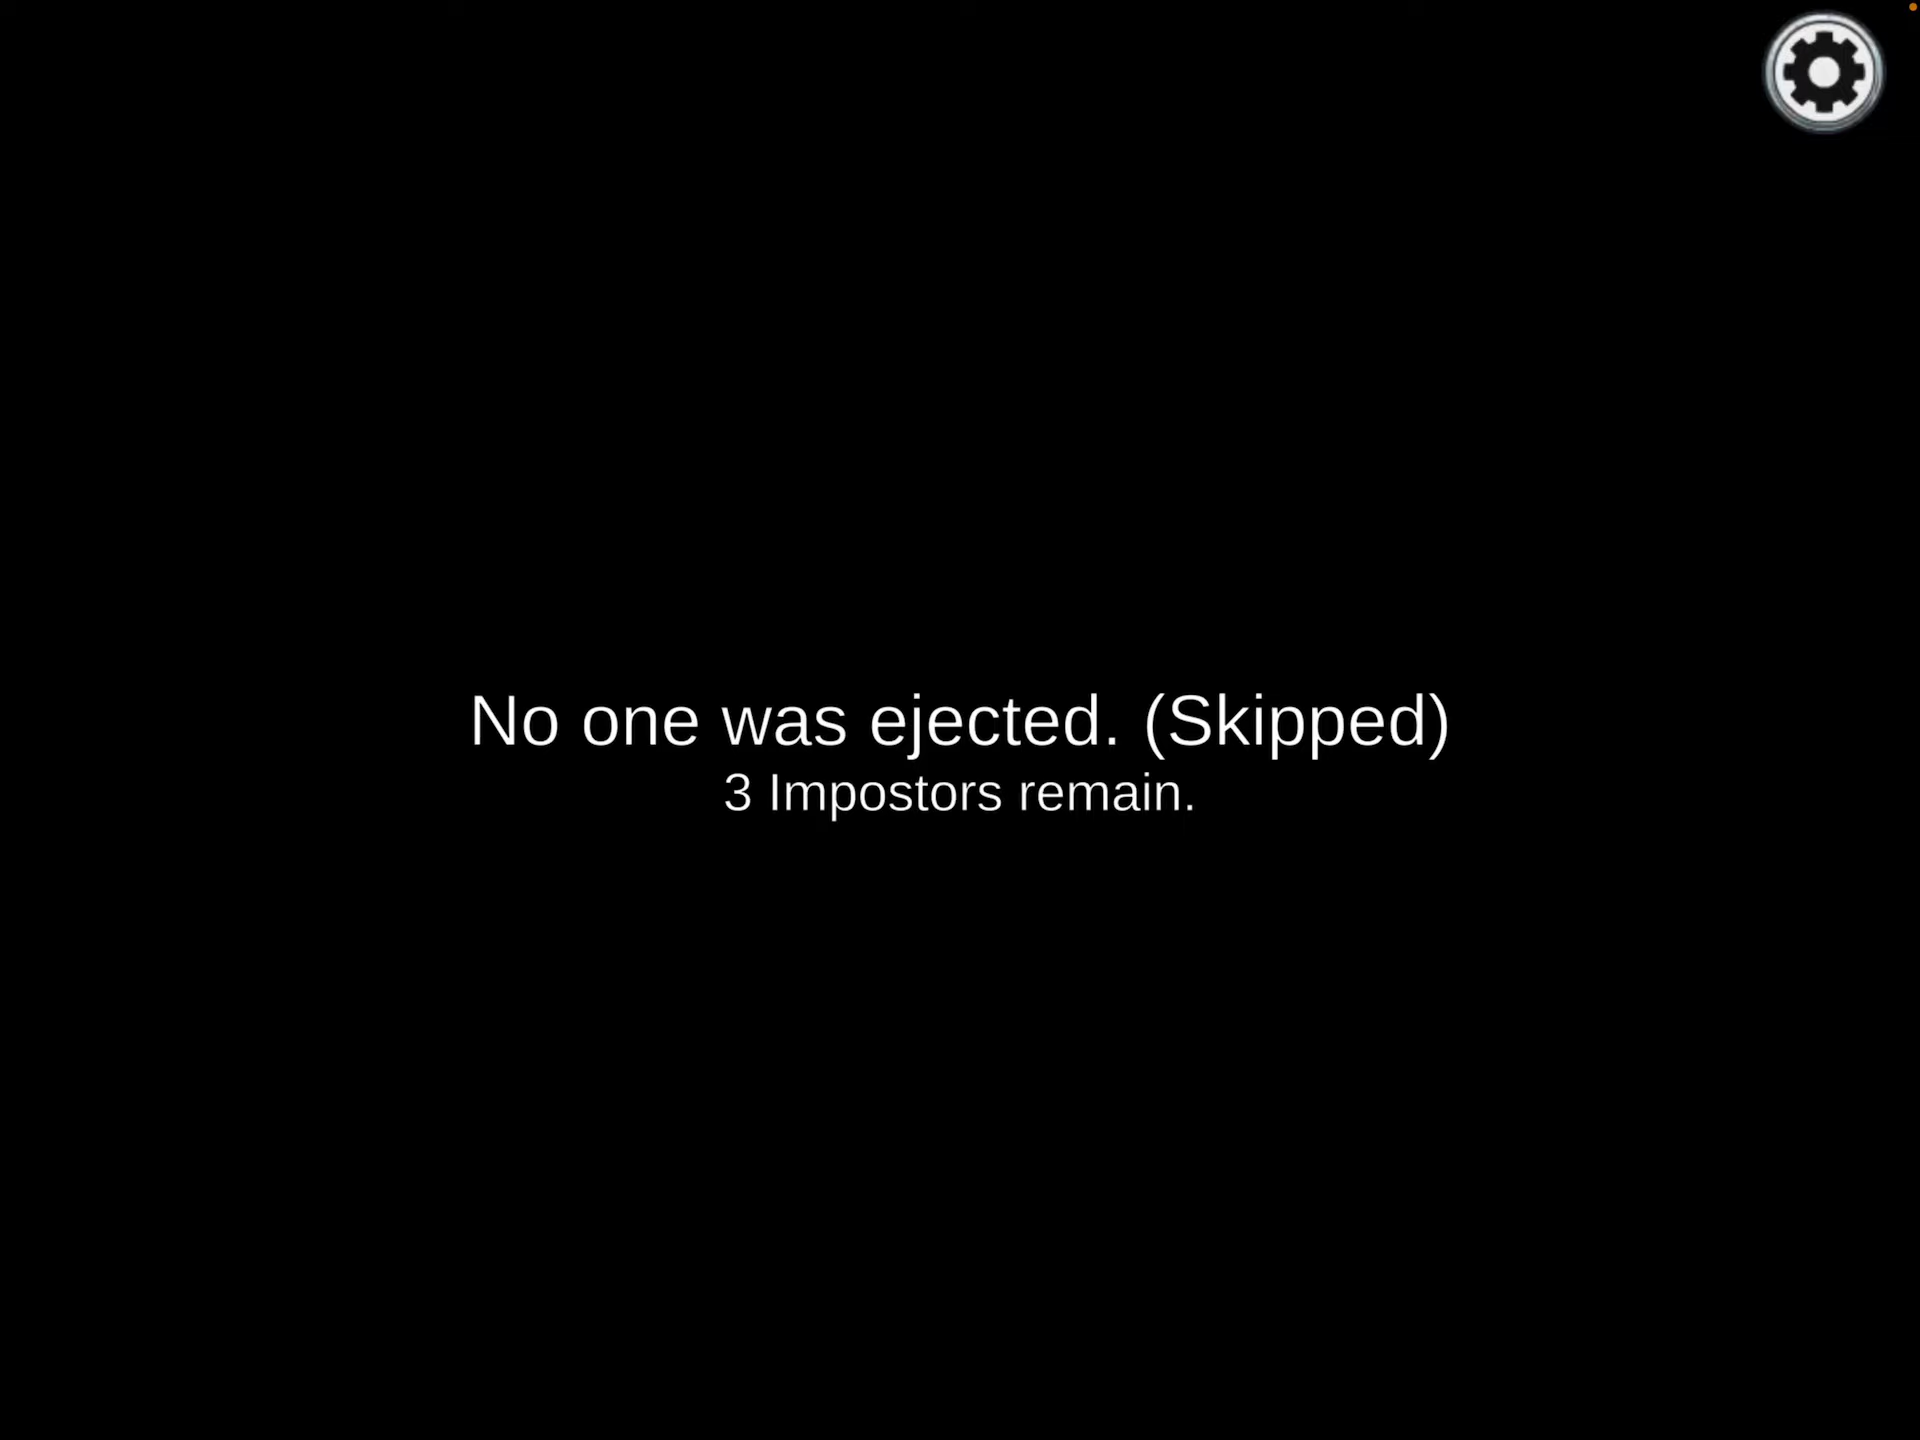 No one was ejected. (Skipped)
3 Impostors remain.